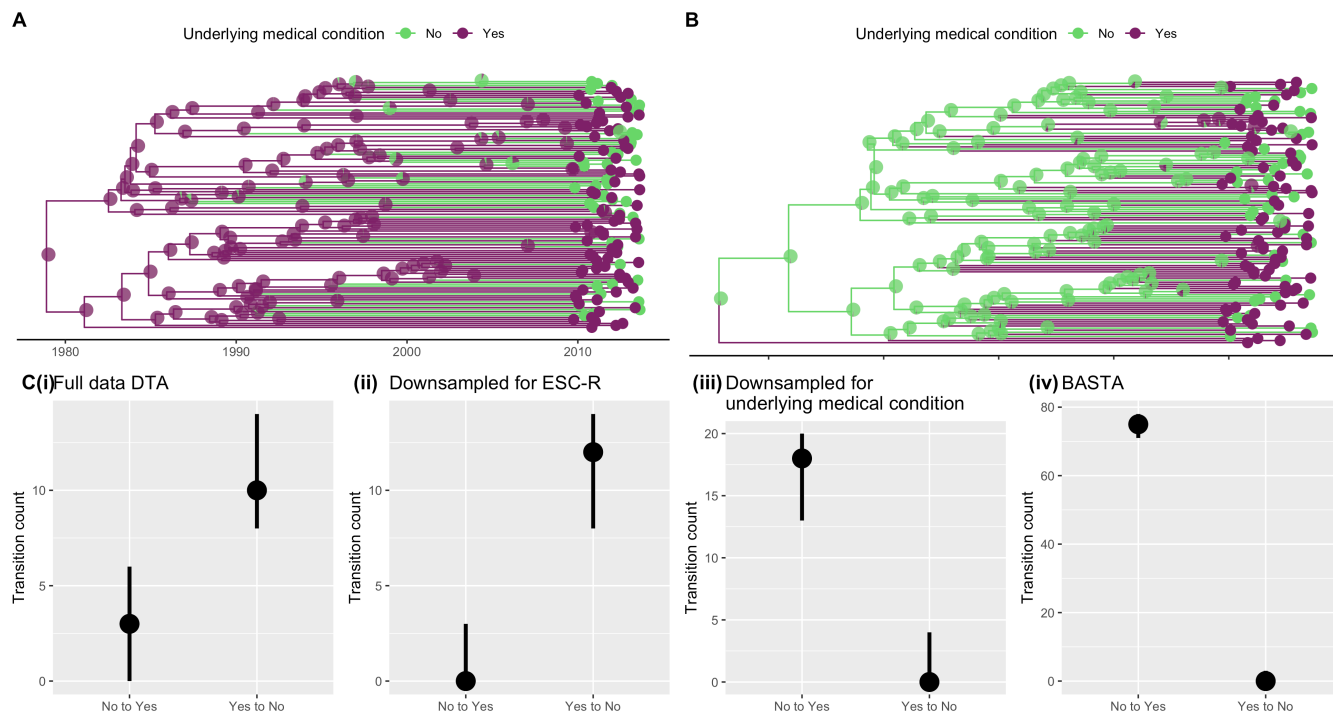 A
Underlying medical condition No Yes
1980 1990 2000 2010
B
Underlying medical condition No Yes
C(i) Full data DTA
Transition count
10
5
0
No to Yes Yes to No
(ii) Downsampled for ESC-R
Transition count
10
5
0
No to Yes Yes to No
(iii) Downsampled for
underlying medical condition
Transition count
20
15
10
5
0
No to Yes Yes to No
(iv) BASTA
Transition count
80
60
40
20
0
No to Yes Yes to No